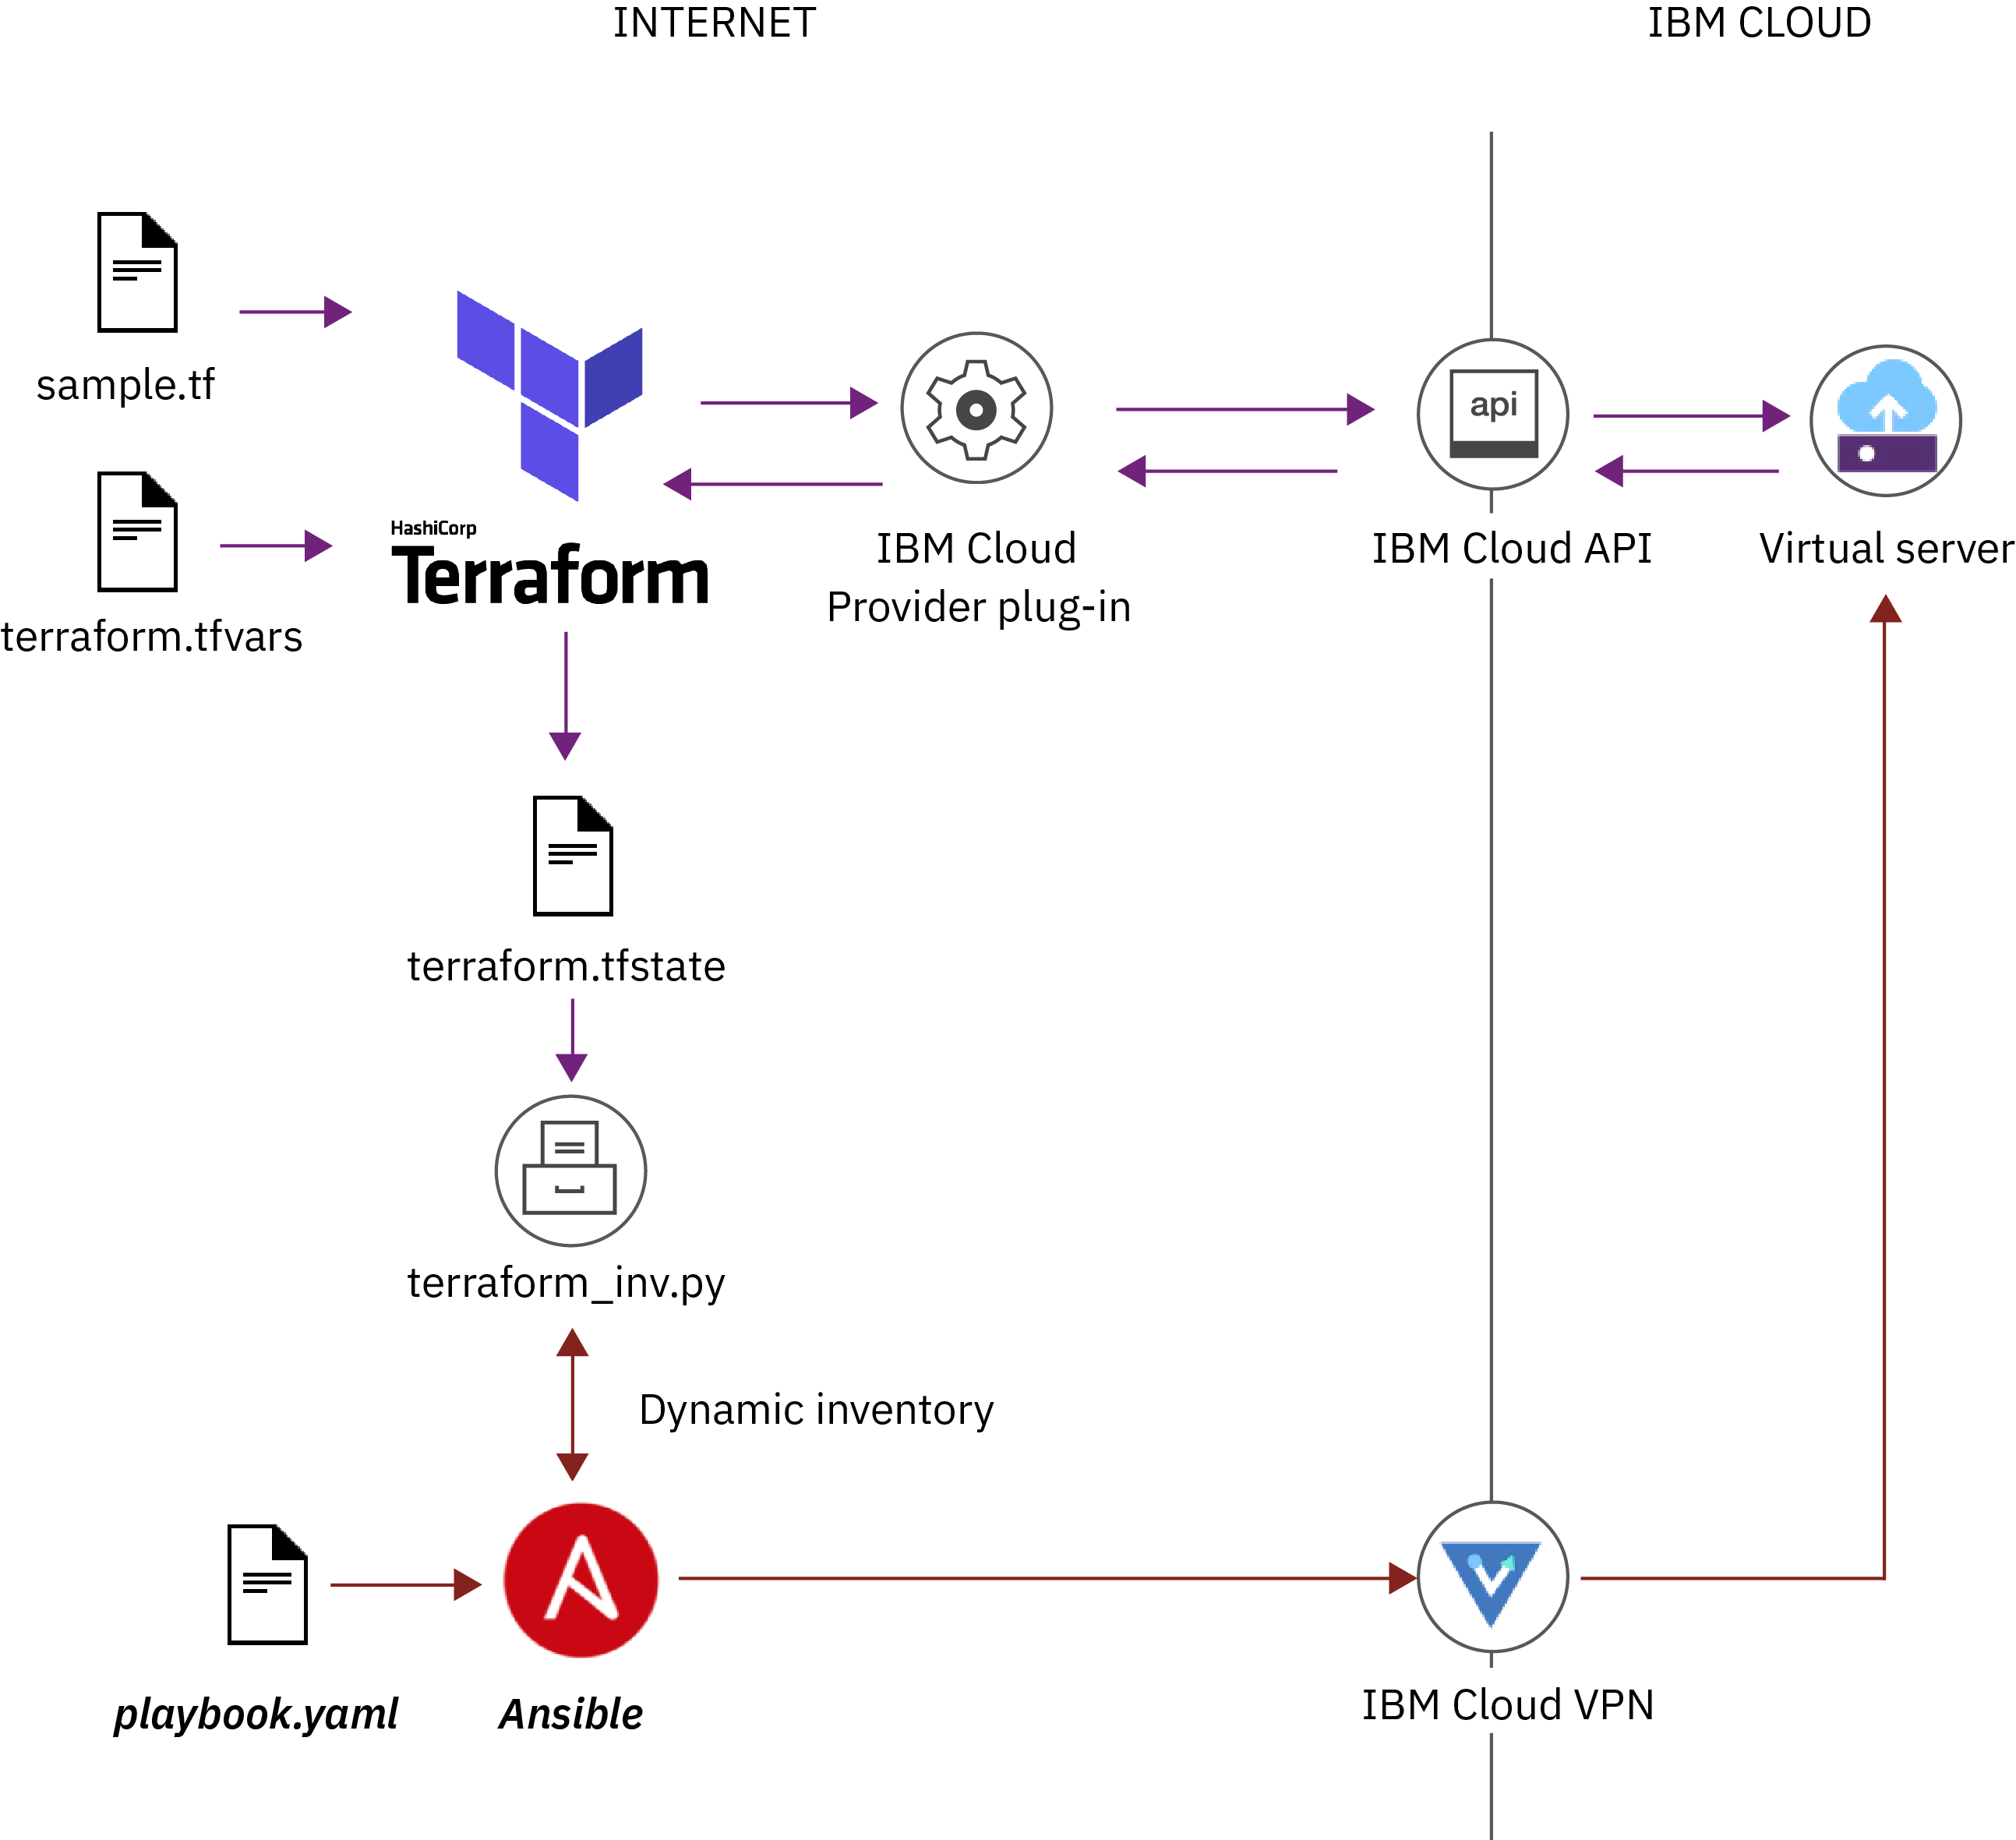 INTERNET
IBM CLOUD
sample.tf
api
HashiCorp
Terraform
IBM Cloud
Provider plug-in
IBM Cloud API
Virtual server
terraform.tfvars
terraform.tfstate
terraform_inv.py
Dynamic inventory
playbook.yaml
Ansible
IBM Cloud VPN